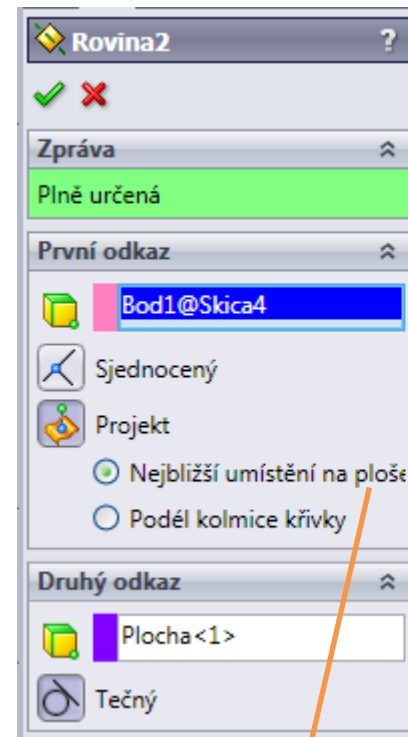 Rovina2 ?
Zpráva
Plně určená
První odkaz
Bod1@Skica4
Sjednocený
Projekt
Nejbližší umístění na ploše
Podél kolmice křivky
Druhý odkaz
Plocha<1>
Tečný